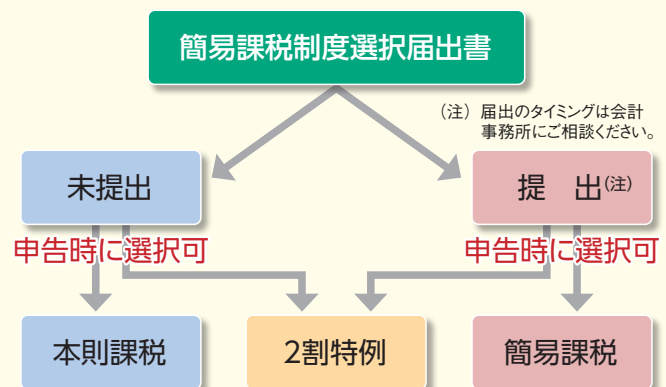 簡易課税制度選択届出書
(注) 届出のタイミングは会計
事務所にご相談ください。
未提出
提 出(注)
申告時に選択可
申告時に選択可
本則課税
2割特例
簡易課税